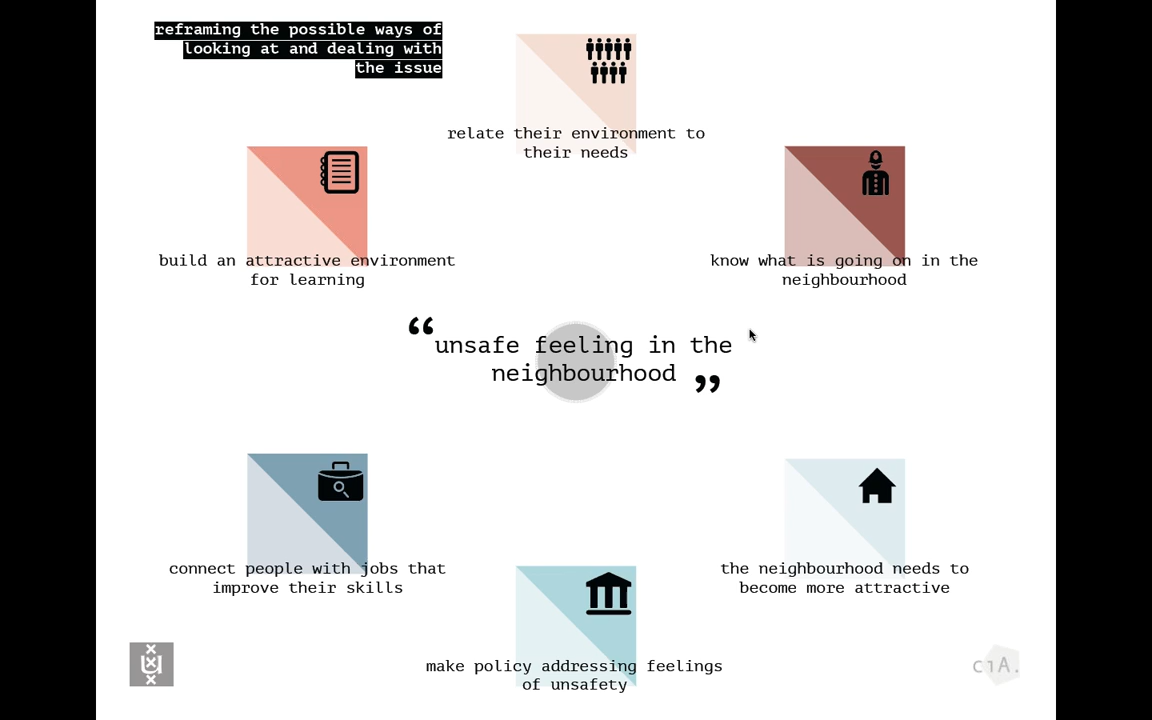 reframing the possible ways of
looking at and dealing with
the issue
relate their environment to
their needs
build an attractive environment
for learning
know what is going on in the
neighbourhood
“unsafe feeling in the
neighbourhood ”
connect people with jobs that
improve their skills
the neighbourhood needs to
become more attractive
make policy addressing feelings
of unsafety
U
c1A.